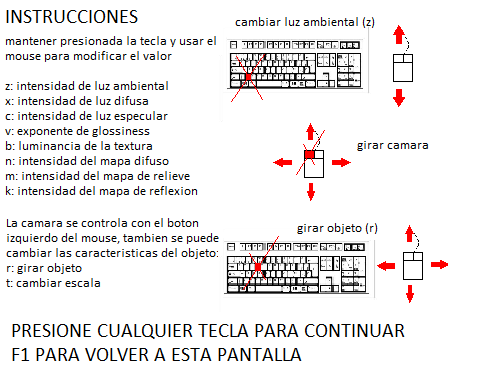 INSTRUCCIONES
mantener presionada la tecla y usar el
mouse para modificar el valor
z: intensidad de luz ambiental
x: intensidad de luz difusa
c: intensidad de luz especular
v: exponente de glossiness
b: luminancia de la textura
n: intensidad del mapa difuso
m: intensidad del mapa de relieve
k: intensidad del mapa de reflexion
La camara se controla con el boton
izquierdo del mouse, tambien se puede
cambiar las caracteristicas del objeto:
r: girar objeto
t: cambiar escala
cambiar luz ambiental (z)
girar camara
girar objeto (r)
PRESIONE CUALQUIER TECLA PARA CONTINUAR
F1 PARA VOLVER A ESTA PANTALLA